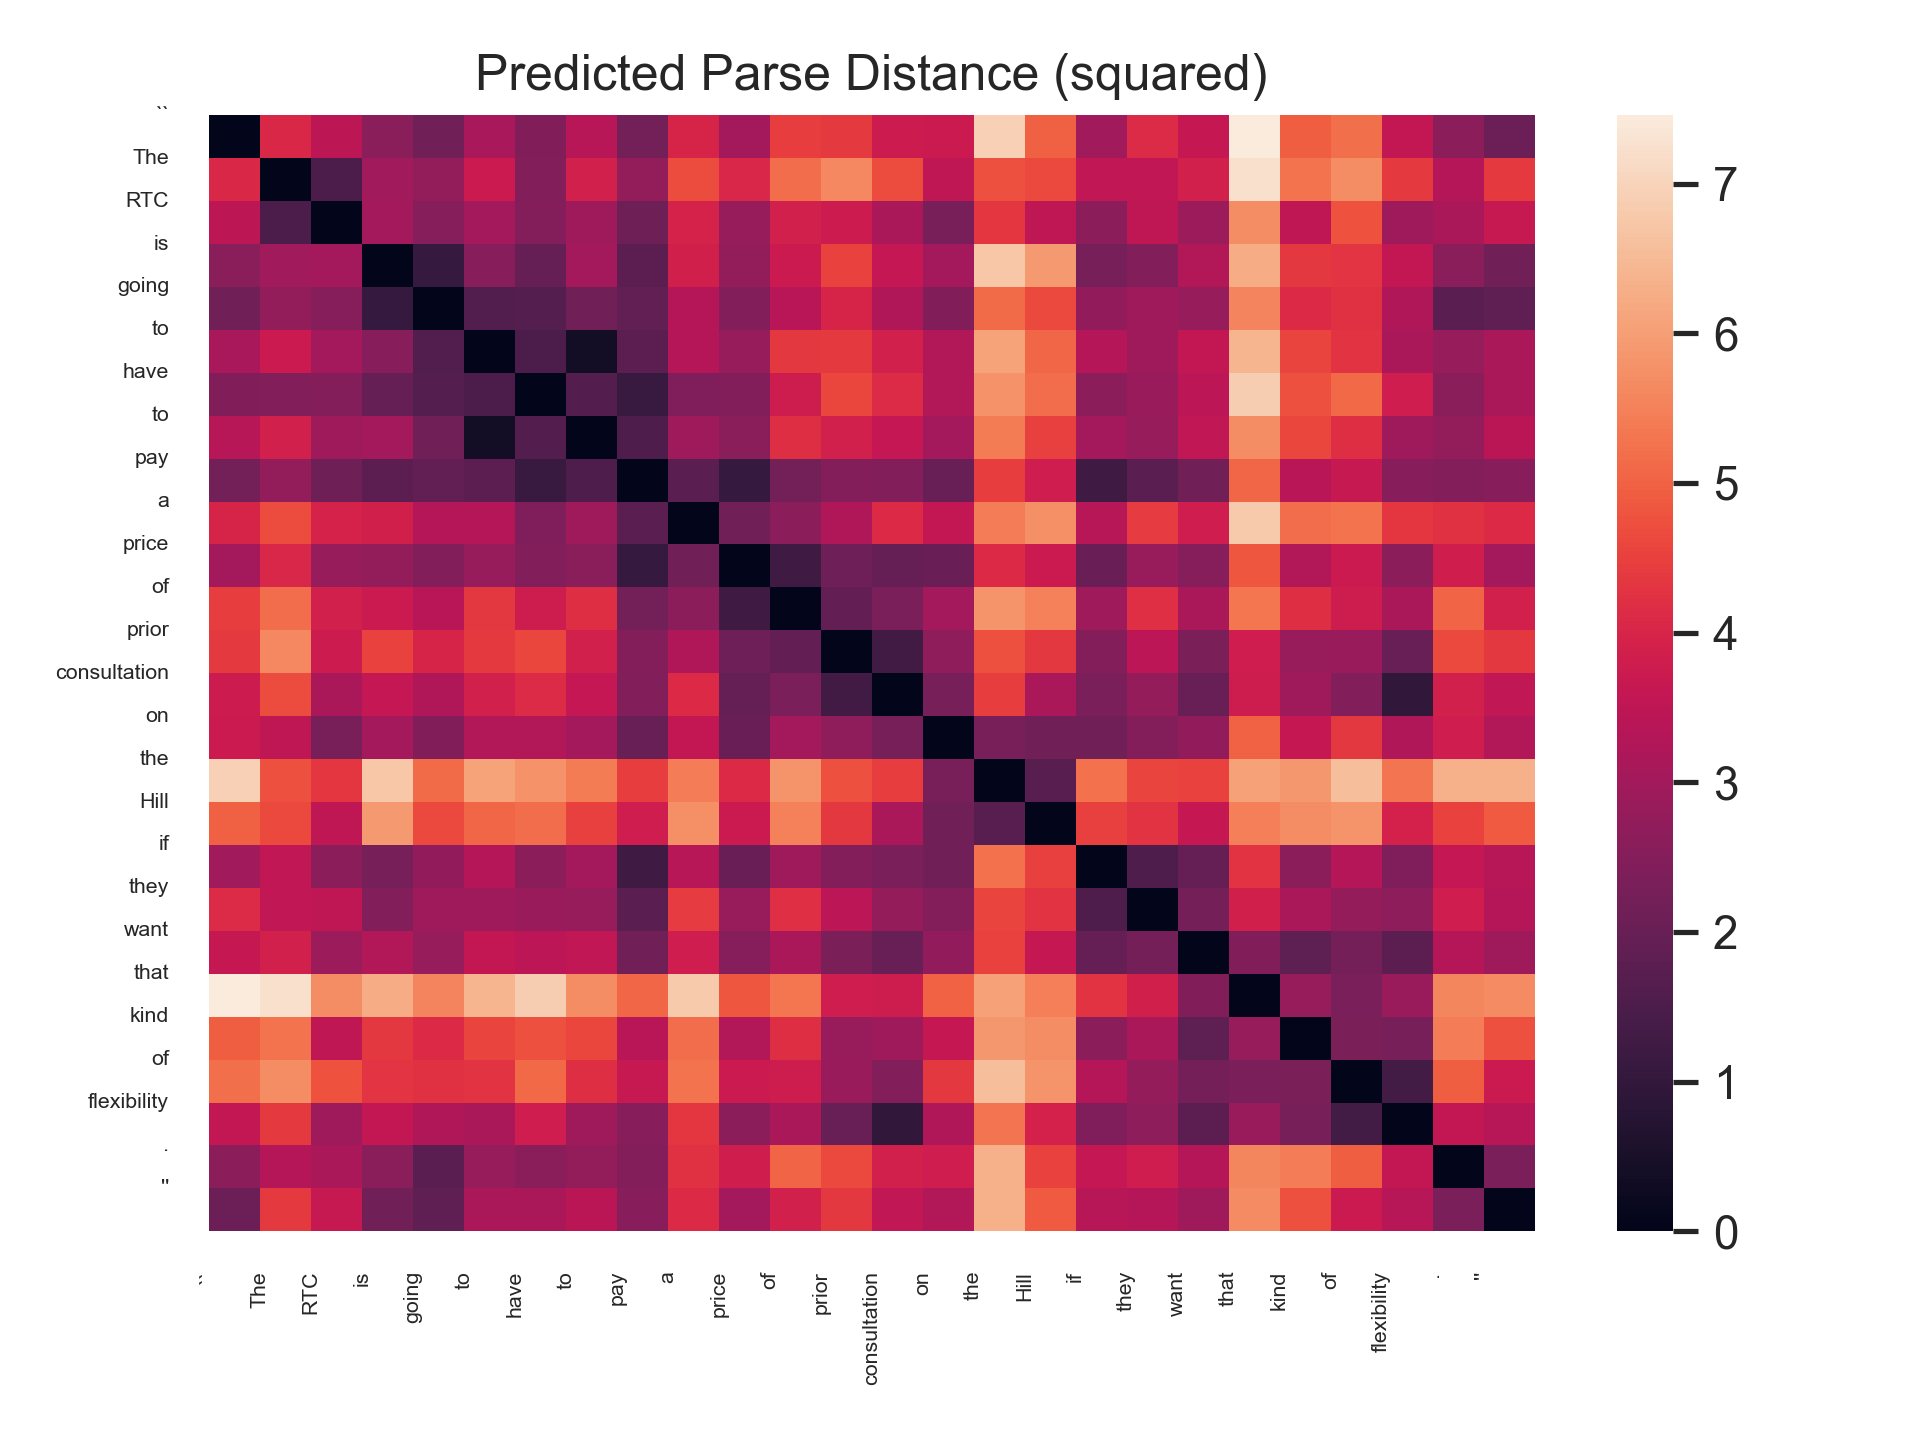 Predicted Parse Distance (squared)
``
The
RTC
is
going
to
have
to
pay
a
price
of
prior
consultation
on
the
Hill
if
they
want
that
kind
of
flexibility
.
''
7
6
5
4
3
2
1
0
``
The
RTC
is
going
to
have
to
pay
a
price
of
prior
consultation
on
the
Hill
if
they
want
that
kind
of
flexibility
.
''